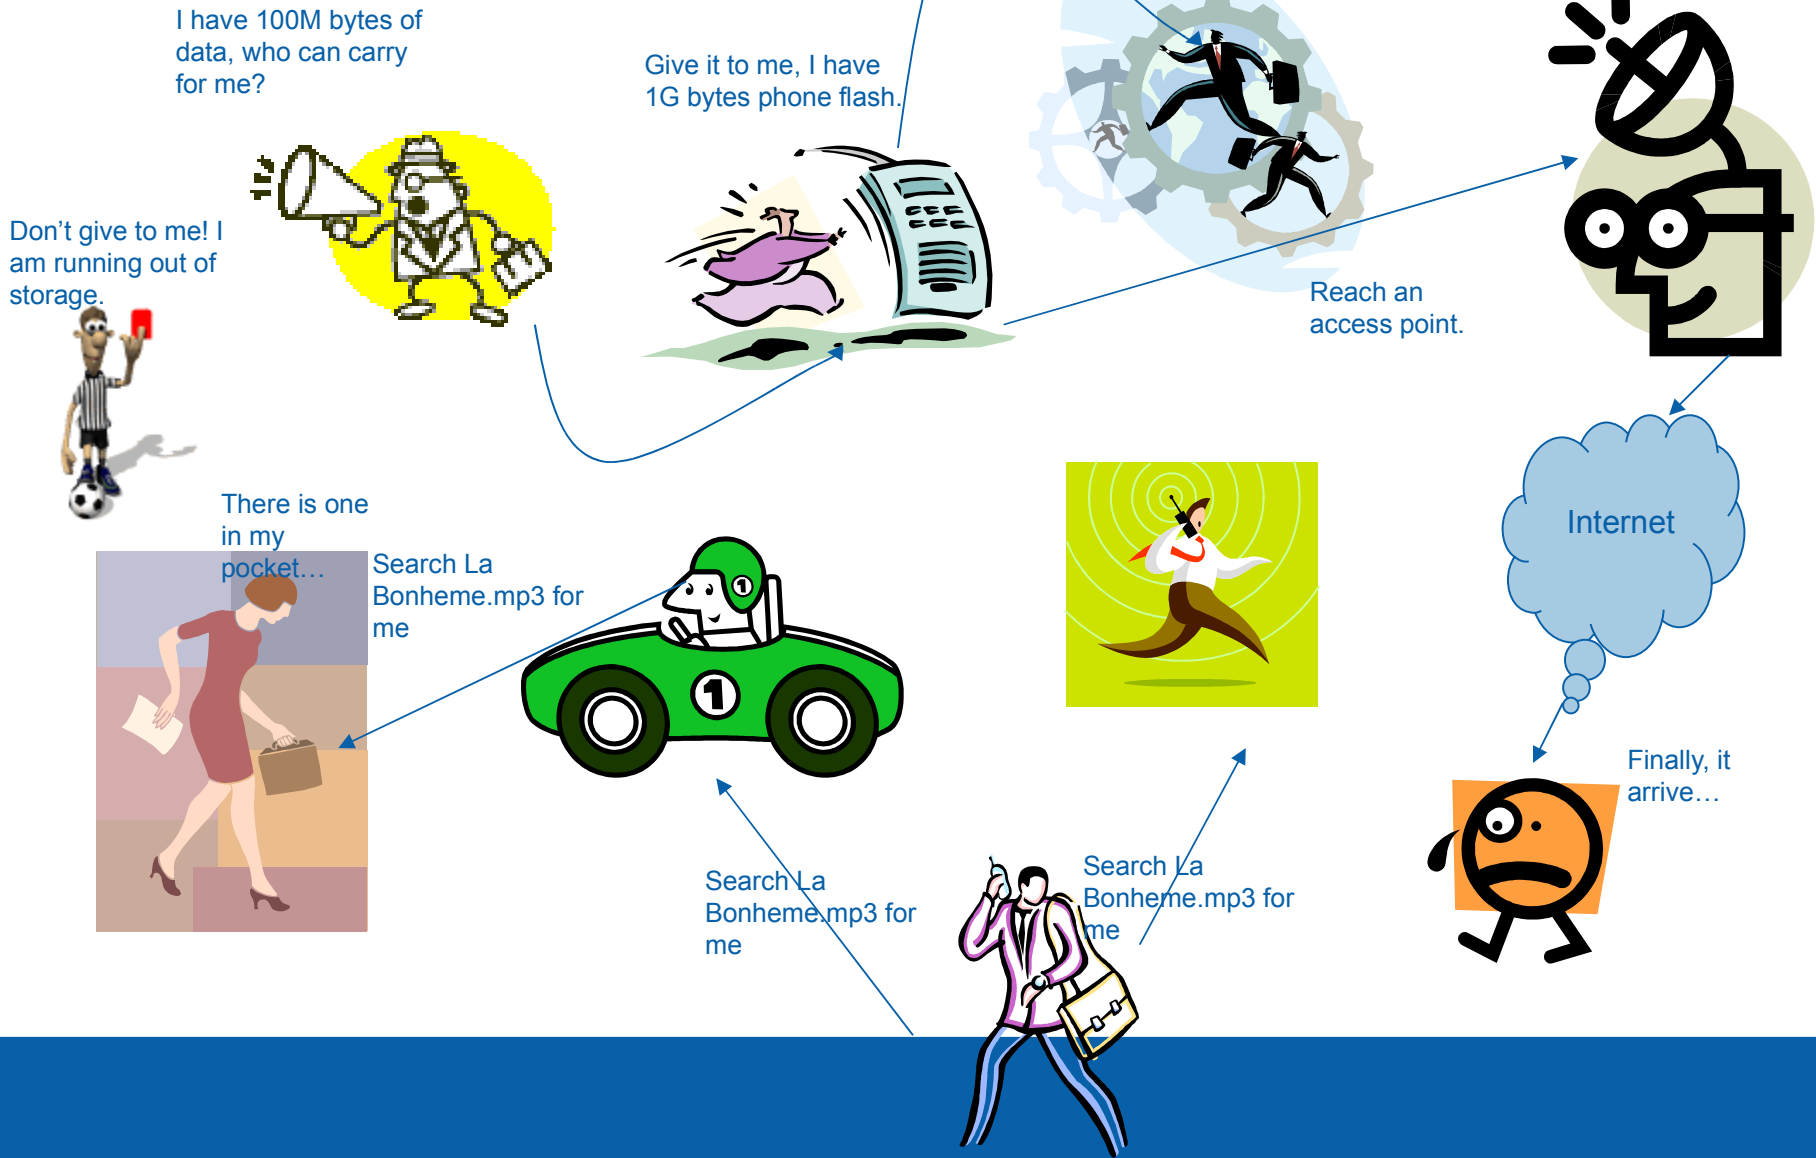 I have 100M bytes of
data, who can carry
for me?
Give it to me, I have
1G bytes phone flash.
Don’t give to me! I
am running out of
storage.
Reach an
access point.
There is one
in my
pocket…
Search La
Bonheme.mp3 for
me
1
1
Internet
Finally, it
arrive…
Search La
Bonheme.mp3 for
me
Search La
Bonheme.mp3 for
me